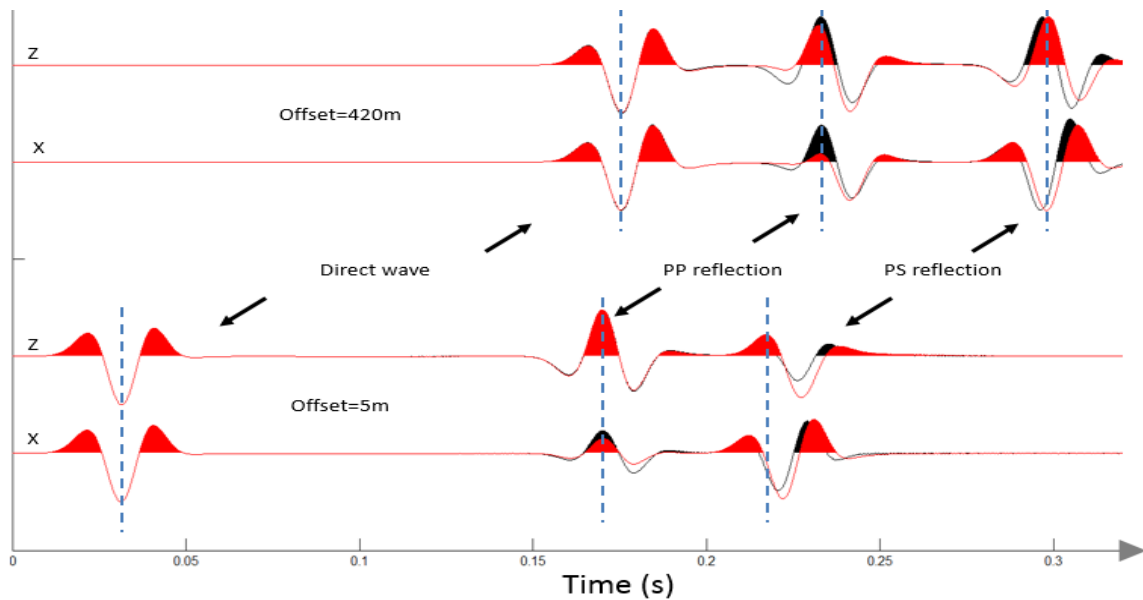 Z
Offset=420m
X
Direct wave
PP reflection
PS reflection
Z
Offset=5m
X
0
0.05
0.1
0.15
0.2
0.25
0.3
Time (s)